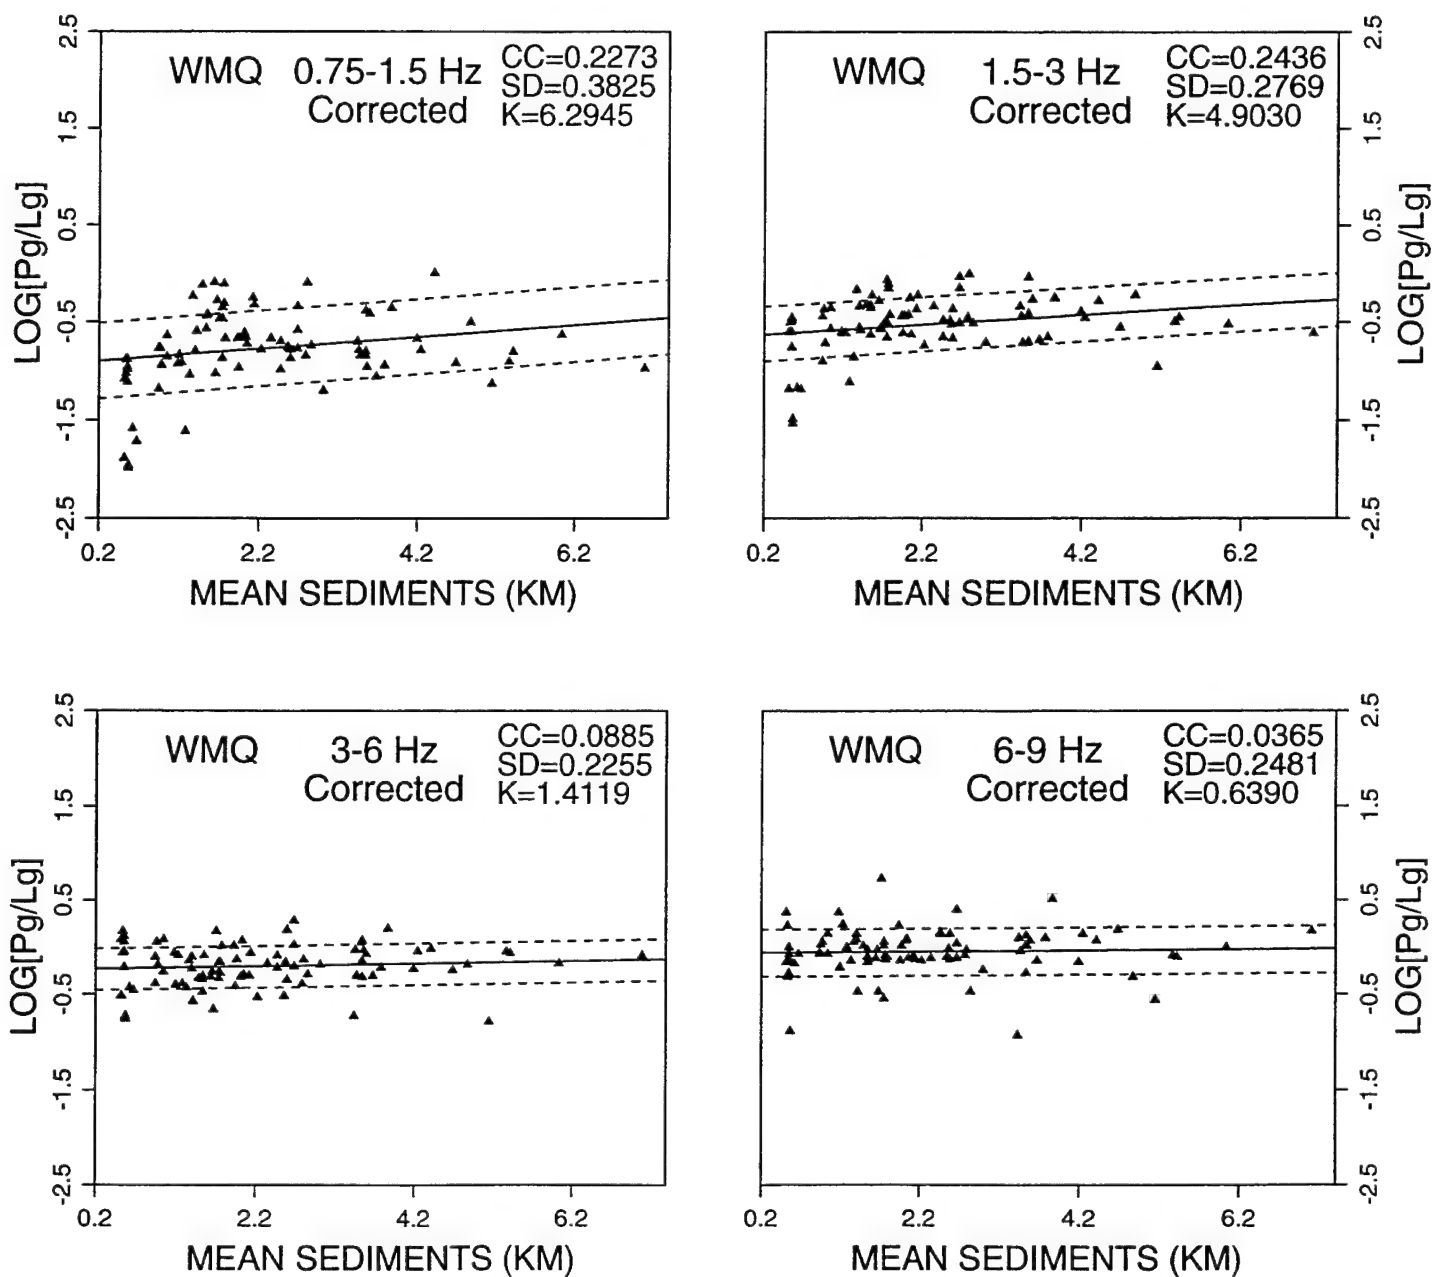 WMQ 0.75-1.5 Hz
Corrected
CC=0.2273
SD=0.3825
K=6.2945
LOG[Pg/Lg]
2.5
1.5
0.5
-0.5
-1.5
-2.5
0.2 2.2 4.2 6.2
MEAN SEDIMENTS (KM)
WMQ 1.5-3 Hz
Corrected
CC=0.2436
SD=0.2769
K=4.9030
2.5
1.5
0.5
-0.5
-1.5
-2.5
LOG[Pg/Lg]
0.2 2.2 4.2 6.2
MEAN SEDIMENTS (KM)
WMQ 3-6 Hz
Corrected
CC=0.0885
SD=0.2255
K=1.4119
LOG[Pg/Lg]
2.5
1.5
0.5
-0.5
-1.5
-2.5
0.2 2.2 4.2 6.2
MEAN SEDIMENTS (KM)
WMQ 6-9 Hz
Corrected
CC=0.0365
SD=0.2481
K=0.6390
2.5
1.5
0.5
-0.5
-1.5
-2.5
LOG[Pg/Lg]
0.2 2.2 4.2 6.2
MEAN SEDIMENTS (KM)